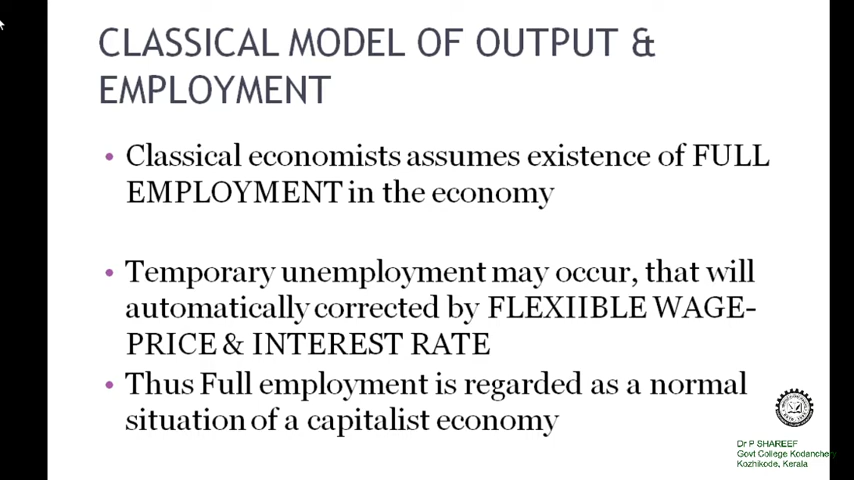 CLASSICAL MODEL OF OUTPUT &
EMPLOYMENT
• Classical economists assumes existence of FULL
EMPLOYMENT in the economy
• Temporary unemployment may occur, that will
automatically corrected by FLEXIIBLE WAGE-
PRICE & INTEREST RATE
• Thus Full employment is regarded as a normal
situation of a capitalist economy
Dr P SHAREEF
Govt College Kodanchery
Kozhikode, Kerala